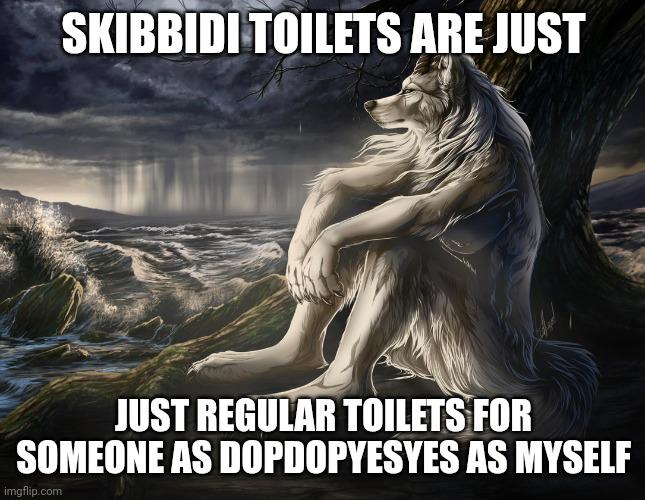 SKIBBIDI TOILETS ARE JUST
JUST REGULAR TOILETS FOR
SOMEONE AS DOPDOPYESYES AS MYSELF
imgflip.com